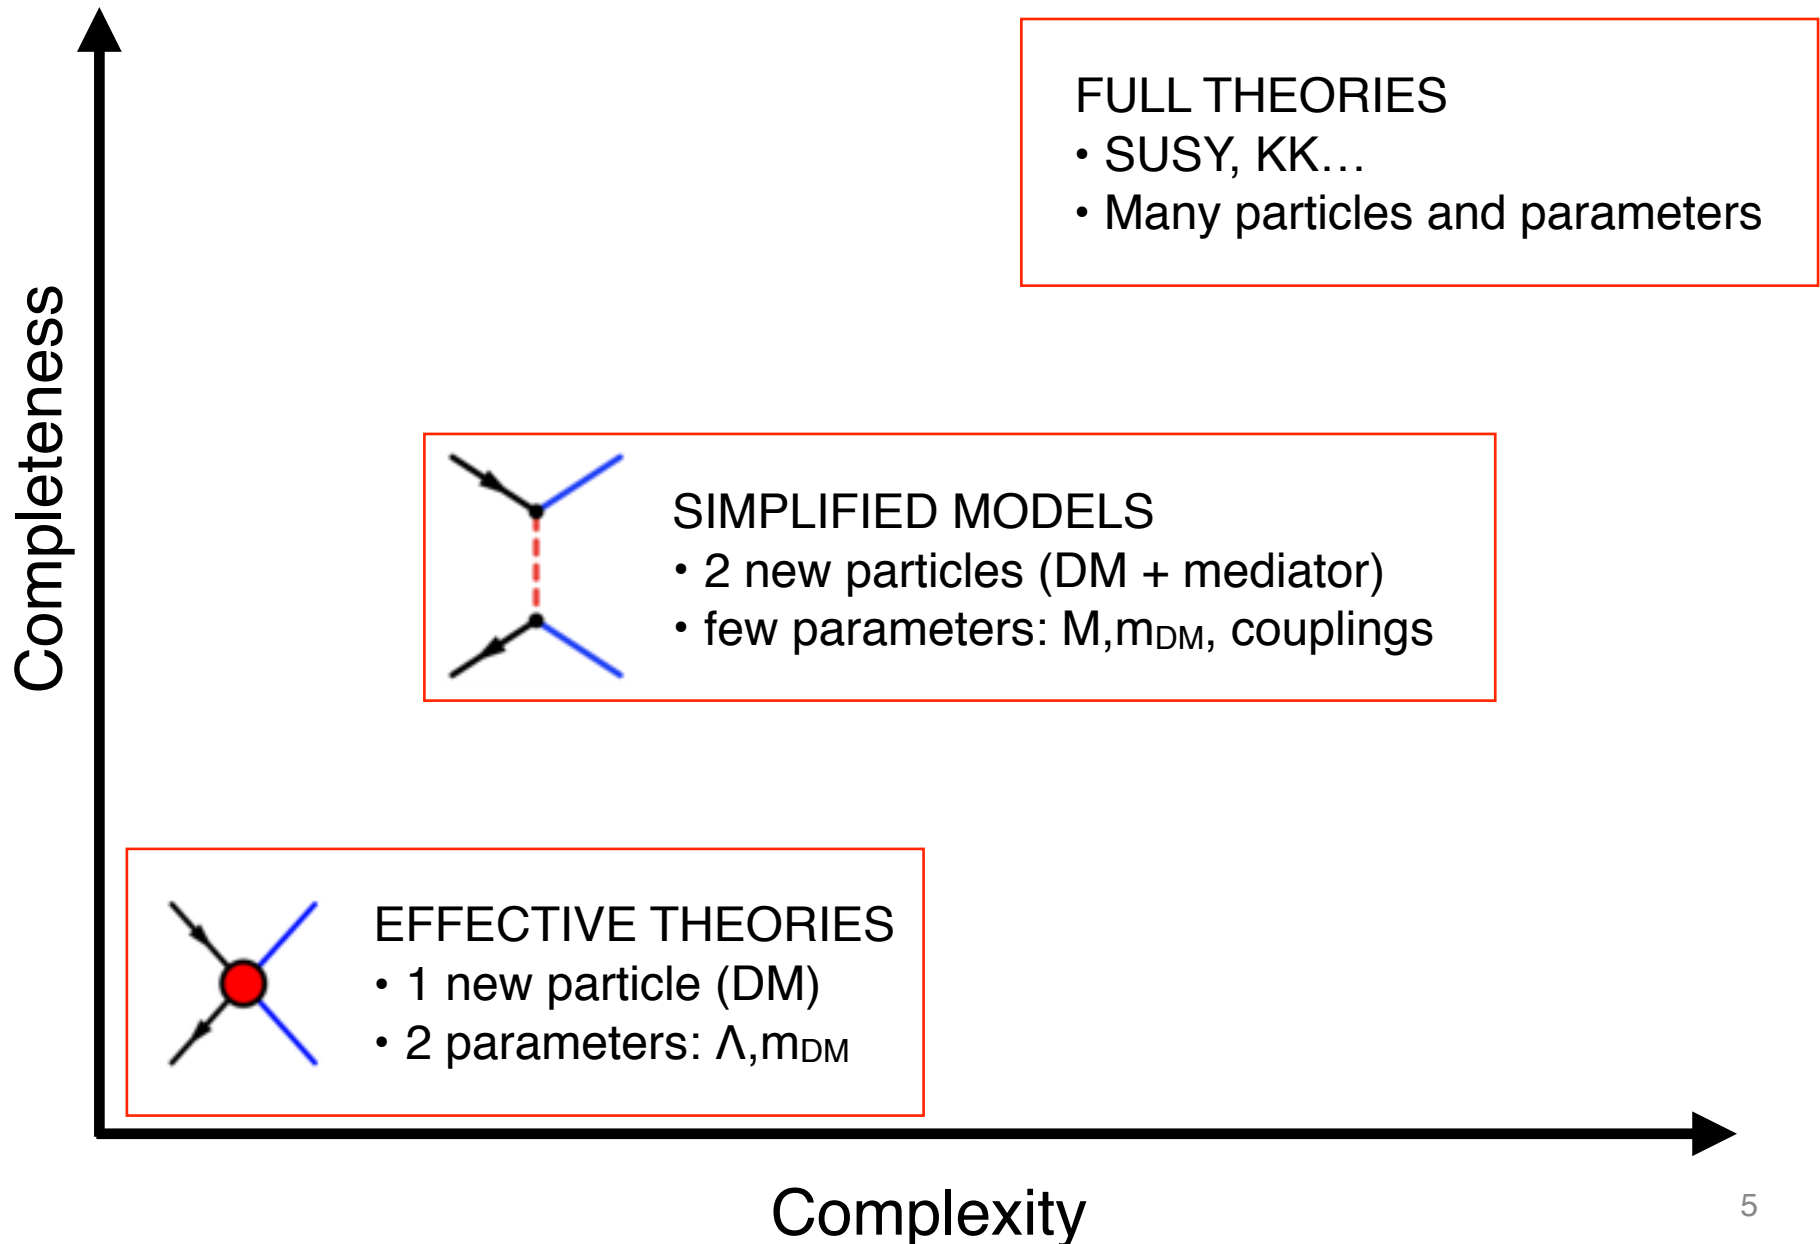 Completeness
FULL THEORIES
• SUSY, KK…
• Many particles and parameters
SIMPLIFIED MODELS
• 2 new particles (DM + mediator)
• few parameters: M,mDM, couplings
EFFECTIVE THEORIES
• 1 new particle (DM)
• 2 parameters: Λ,mDM
Complexity
5